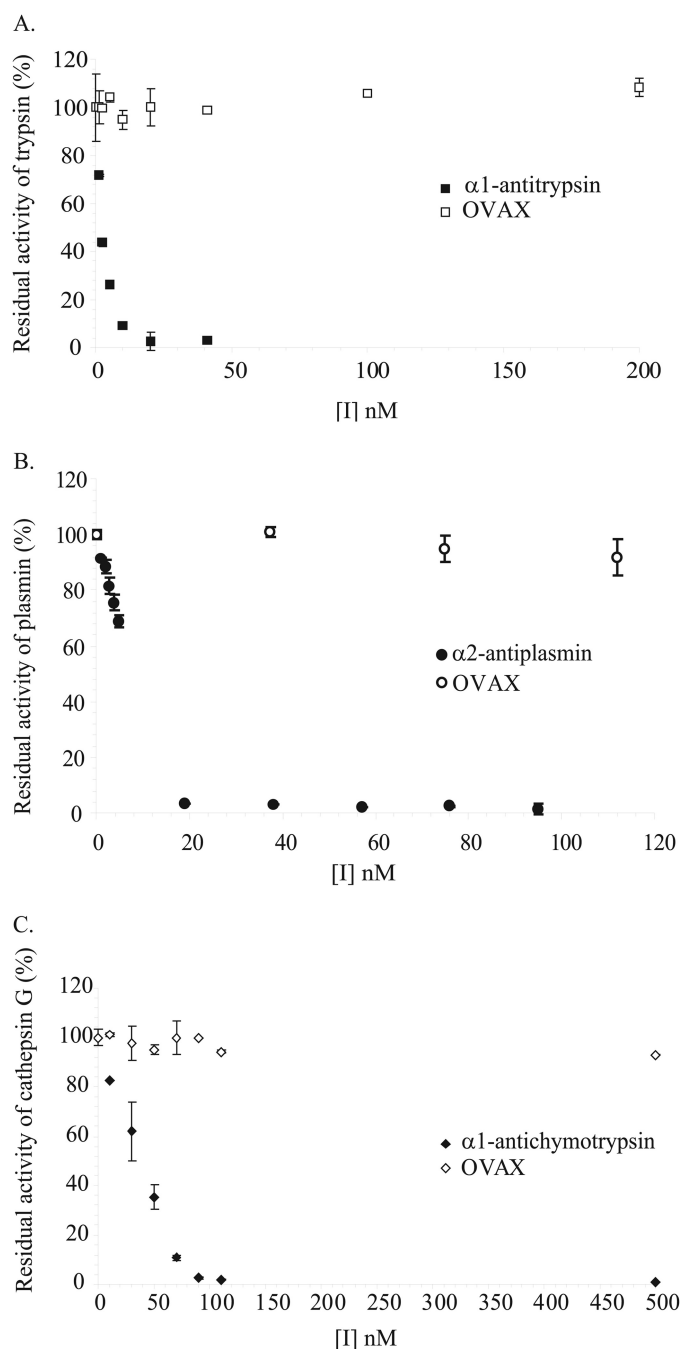 A.
Residual activity of trypsin (%)
120
100
80
60
40
20
0
α1-antitrypsin
OVAX
0 50 100 150 200
[I] nM
B.
Residual activity of plasmin (%)
120
100
80
60
40
20
0
α2-antiplasmin
OVAX
0 20 40 60 80 100 120
[I] nM
C.
Residual activity of cathepsin G (%)
120
100
80
60
40
20
0
α1-antichymotrypsin
OVAX
0 50 100 150 200 250 300 350 400 450 500
[I] nM